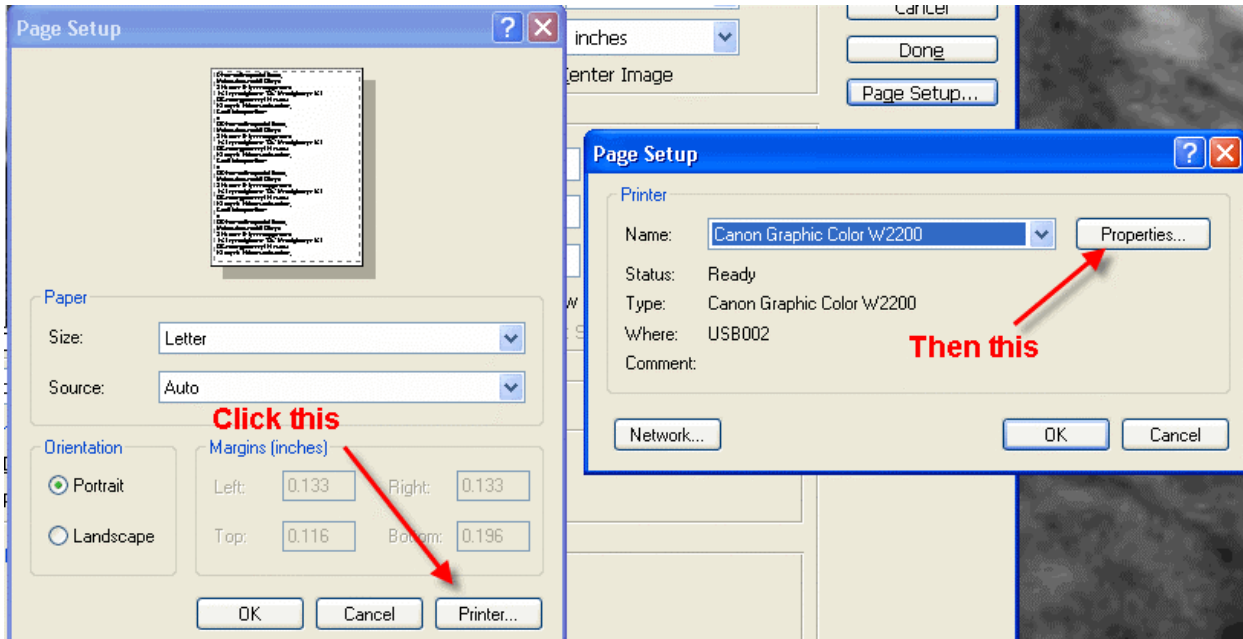 Page Setup
Paper
Size: Letter
Source: Auto
Click this
Orientation
Portrait
Landscape
Margins (inches)
Left: 0.133 Right: 0.133
Top: 0.116 Bottom: 0.196
OK Cancel Printer...
inches
enter Image
Cancel
Done
Page Setup...
Page Setup
Printer
Name: Canon Graphic Color W2200 Properties...
Status: Ready
Type: Canon Graphic Color W2200
Where: USB002
Then this
Comment:
Network... OK Cancel